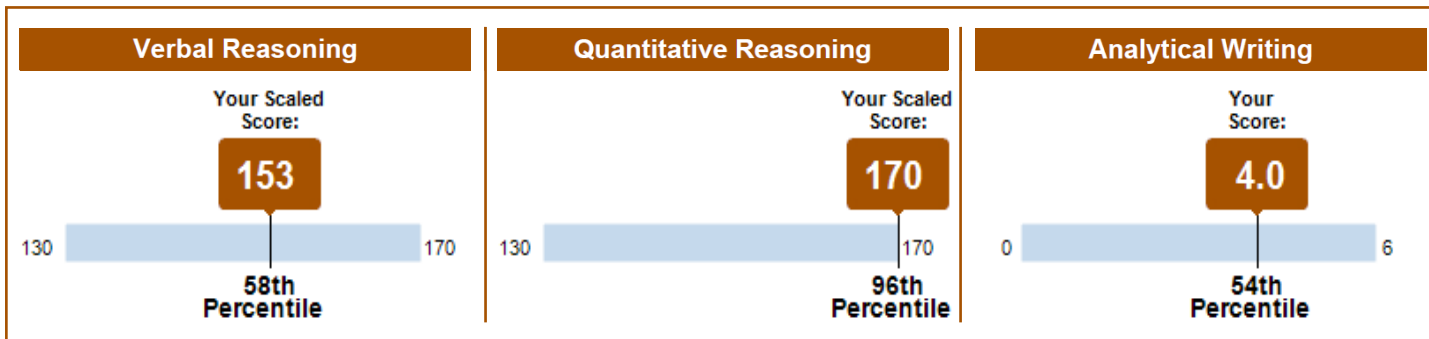 Verbal Reasoning
Your Scaled
Score:
153
130
170
58th
Percentile
Quantitative Reasoning
Your Scaled
Score:
170
130
170
96th
Percentile
Analytical Writing
Your
Score:
4.0
0
6
54th
Percentile